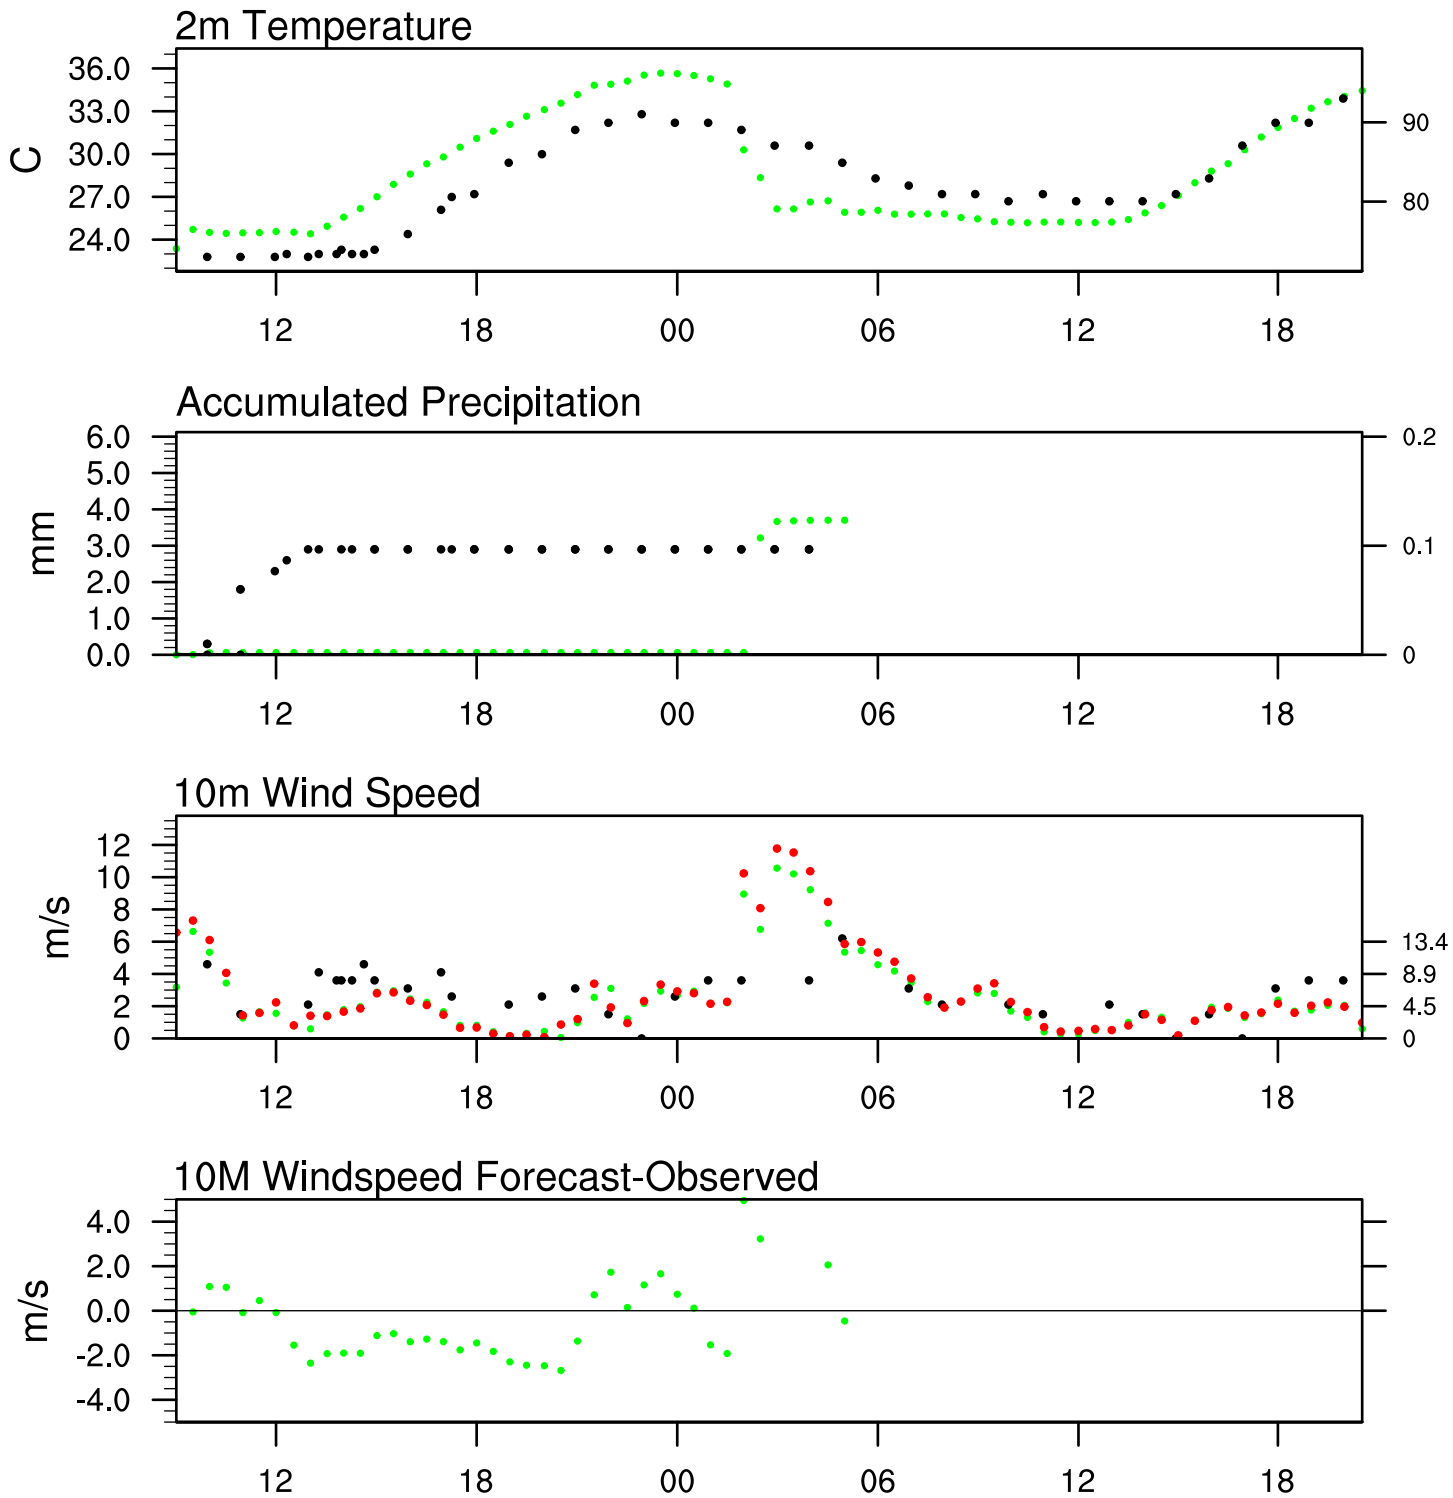 2m Temperature
36.0
33.0
30.0
27.0
24.0
C
90
80
12 18 00 06 12 18
Accumulated Precipitation
6.0
5.0
4.0
3.0
2.0
1.0
0.0
mm
0.2
0.1
0
12 18 00 06 12 18
10m Wind Speed
12
10
8
6
4
2
0
m/s
13.4
8.9
4.5
0
12 18 00 06 12 18
10M Windspeed Forecast-Observed
4.0
2.0
0.0
-2.0
-4.0
m/s
12 18 00 06 12 18